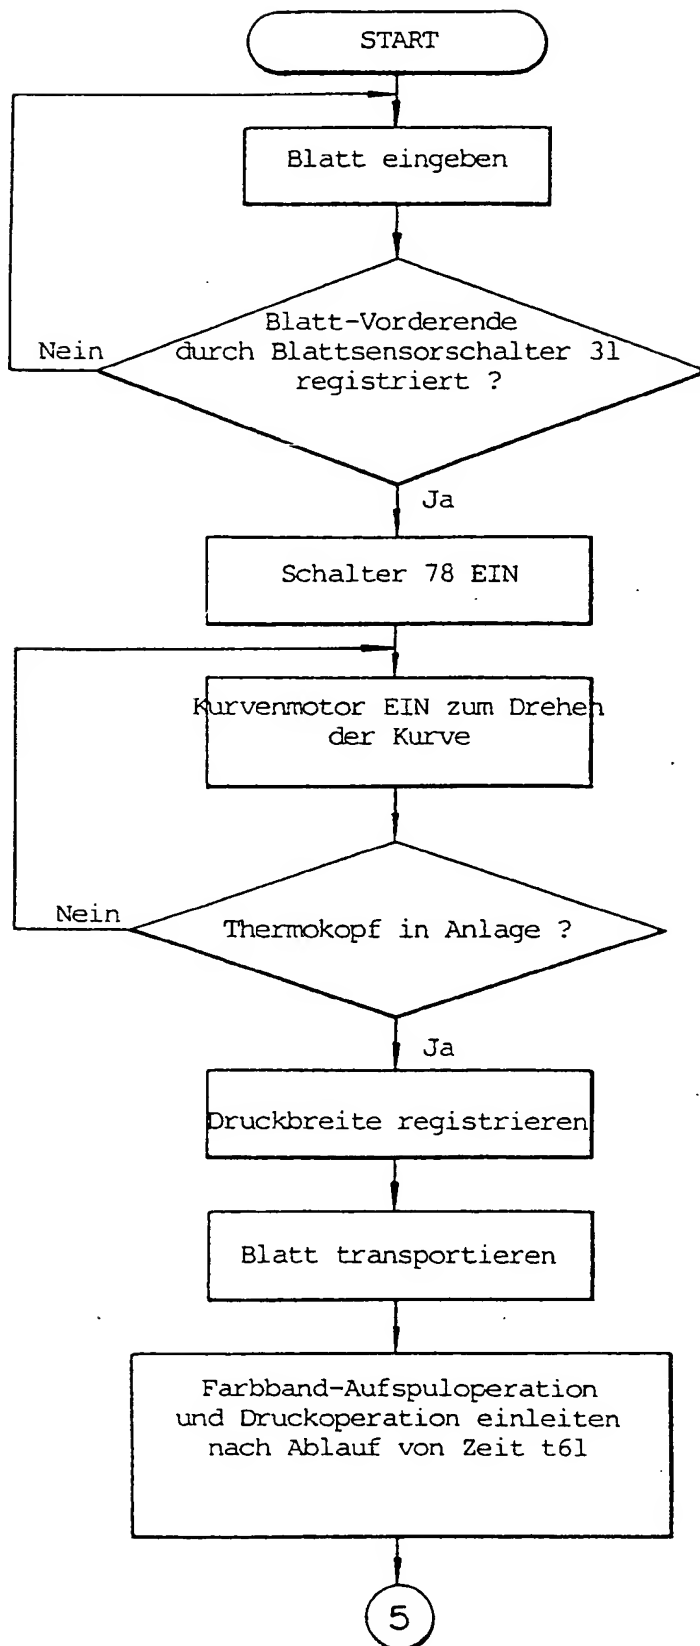 START
Blatt eingeben
Blatt-Vorderende
durch Blattsensorschalter 31
registriert ?
Nein
Ja
Schalter 78 EIN
Kurvenmotor EIN zum Drehen
der Kurve
Thermokopf in Anlage ?
Nein
Ja
Druckbreite registrieren
Blatt transportieren
Farbband-Aufspuloperation
und Druckoperation einleiten
nach Ablauf von Zeit t61
5